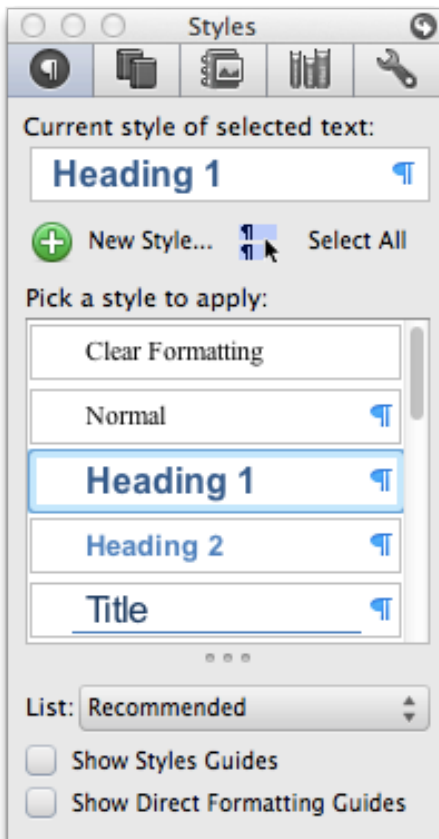 Styles
Current style of selected text:
Heading 1 ¶
New Style... Select All
Pick a style to apply:
Clear Formatting
Normal ¶
Heading 1 ¶
Heading 2 ¶
Title ¶
List: Recommended
Show Styles Guides
Show Direct Formatting Guides